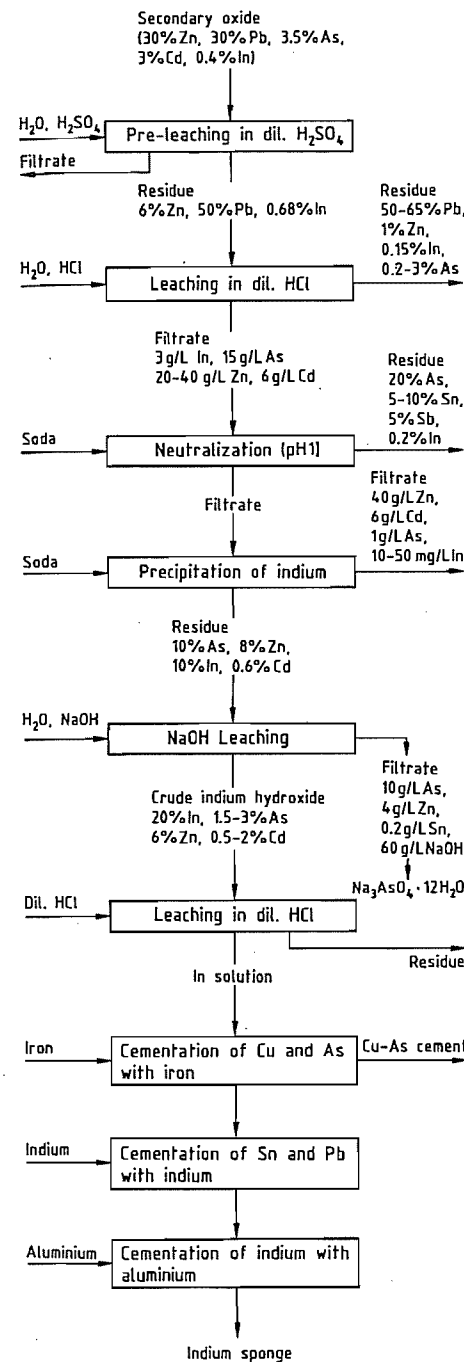 Secondary oxide
(30% Zn, 30% Pb, 3.5% As,
3% Cd, 0.4% In)
H₂O, H₂SO₄
Pre-leaching in dil. H₂SO₄
Filtrate
Residue
6% Zn, 50% Pb, 0.68% In
Residue
50-65% Pb,
1% Zn,
0.15% In,
0.2-3% As
H₂O, HCl
Leaching in dil. HCl
Filtrate
3 g/L In, 15 g/L As
20-40 g/L Zn, 6 g/L Cd
Residue
20% As,
5-10% Sn,
5% Sb,
0.2% In
Soda
Neutralization (pH1)
Filtrate
Filtrate
40 g/L Zn,
6 g/L Cd,
1 g/L As,
10-50 mg/L In
Soda
Precipitation of indium
Residue
10% As, 8% Zn,
10% In, 0.6% Cd
H₂O, NaOH
NaOH Leaching
Filtrate
10 g/L As,
4 g/L Zn,
0.2 g/L Sn,
60 g/L NaOH
Na₃AsO₄ · 12H₂O
Crude indium hydroxide
20% In, 1.5-3% As
6% Zn, 0.5-2% Cd
Dil. HCl
Leaching in dil. HCl
Residue
In solution
Iron
Cementation of Cu and As
with iron
Cu-As cement
Indium
Cementation of Sn and Pb
with indium
Aluminium
Cementation of indium with
aluminium
Indium sponge